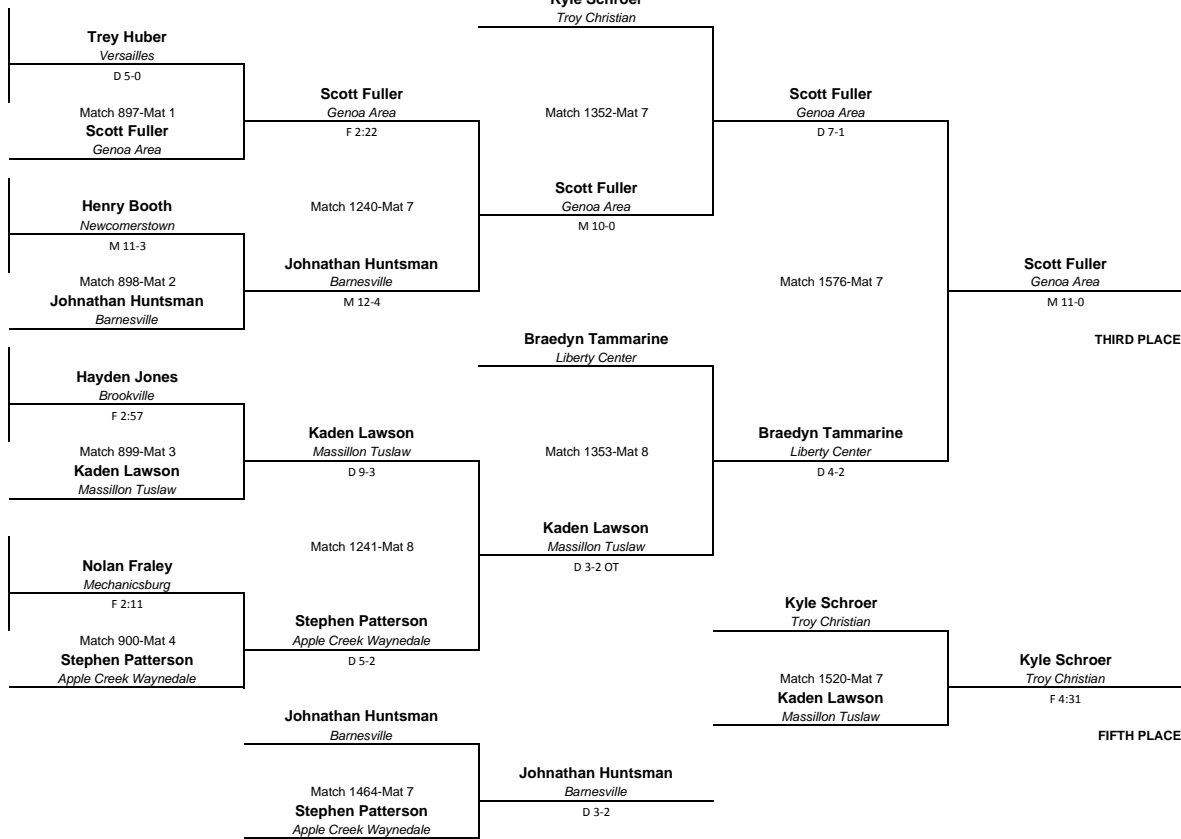 Kyle Schroer
Troy Christian
Trey Huber
Versailles
D 5-0
Match 897-Mat 1
Scott Fuller
Genoa Area
Scott Fuller
Genoa Area
F 2:22
Match 1352-Mat 7
Scott Fuller
Genoa Area
D 7-1
Henry Booth
Newcomerstown
M 11-3
Match 898-Mat 2
Johnathan Huntsman
Barnesville
Match 1240-Mat 7
Johnathan Huntsman
Barnesville
M 12-4
Scott Fuller
Genoa Area
M 10-0
Match 1576-Mat 7
Scott Fuller
Genoa Area
M 11-0
THIRD PLACE
Hayden Jones
Brookville
F 2:57
Match 899-Mat 3
Kaden Lawson
Massillon Tuslaw
Kaden Lawson
Massillon Tuslaw
D 9-3
Braedyn Tammarine
Liberty Center
Match 1353-Mat 8
Braedyn Tammarine
Liberty Center
D 4-2
Nolan Fraley
Mechanicsburg
F 2:11
Match 900-Mat 4
Stephen Patterson
Apple Creek Waynedale
Match 1241-Mat 8
Stephen Patterson
Apple Creek Waynedale
D 5-2
Kaden Lawson
Massillon Tuslaw
D 3-2 OT
Kyle Schroer
Troy Christian
Match 1520-Mat 7
Kaden Lawson
Massillon Tuslaw
Kyle Schroer
Troy Christian
F 4:31
FIFTH PLACE
Johnathan Huntsman
Barnesville
Match 1464-Mat 7
Stephen Patterson
Apple Creek Waynedale
Johnathan Huntsman
Barnesville
D 3-2